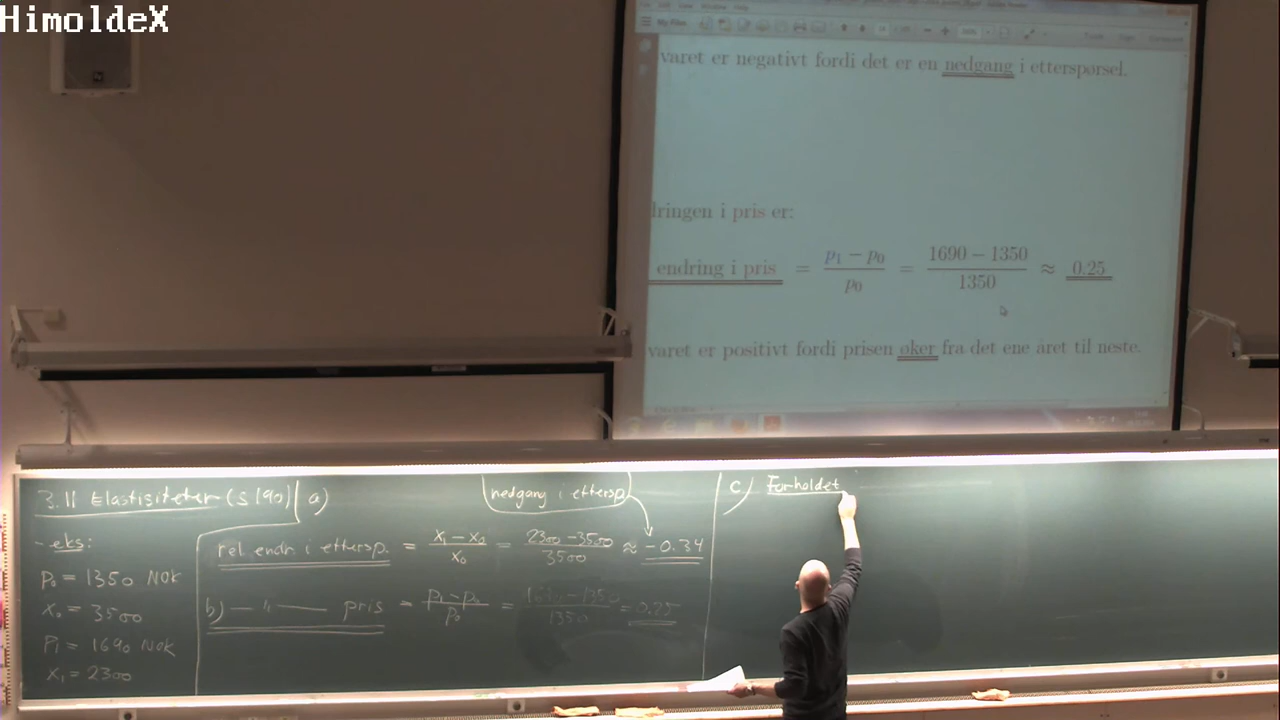 HimoldeX
My Files
varet er negativt fordi det er en nedgang i etterspørsel.
dringen i pris er:
endring i pris = p₁ − p₀ / p₀ = 1690 − 1350 / 1350 ≈ 0.25
varet er positivt fordi prisen øker fra det ene året til neste.
3.11 Elastisiteter (s 190)
- eks:
p₀ = 1350 NOK
x₀ = 3500
p₁ = 1690 NOK
x₁ = 2300
a)
nedgang i ettersp.
rel. endr. i ettersp. = x₁ − x₀ / x₀ = 2300 − 3500 / 3500 ≈ −0.34
b) — " — pris = p₁ − p₀ / p₀ = 1690 − 1350 / 1350 = 0.25
c) Forholdet